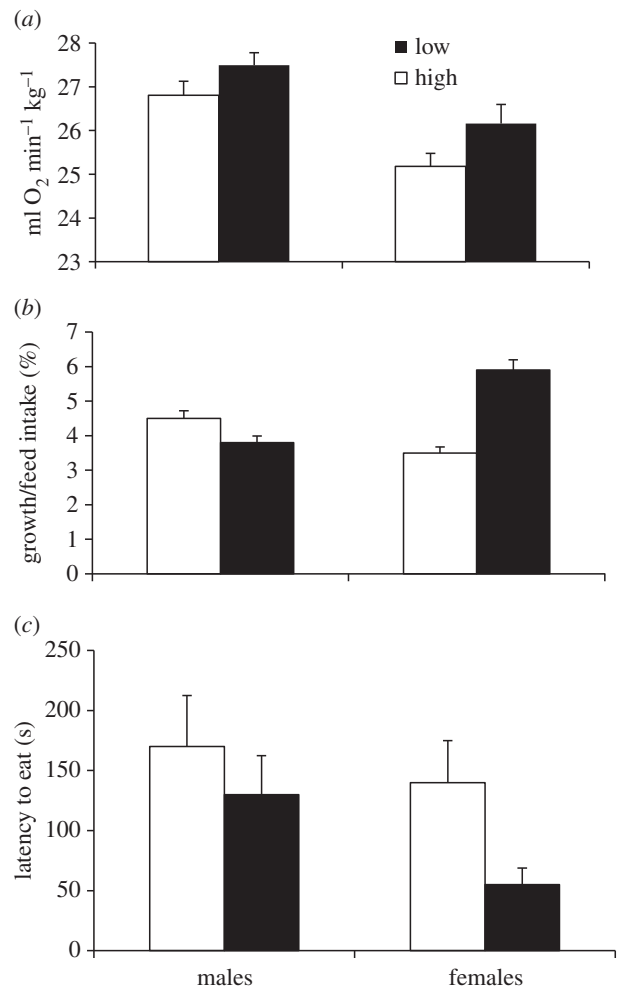 (a)
28
27
26
25
24
23
ml O₂ min⁻¹ kg⁻¹
low
high
(b)
7
6
5
4
3
2
1
0
growth/feed intake (%)
(c)
250
200
150
100
50
0
latency to eat (s)
males females